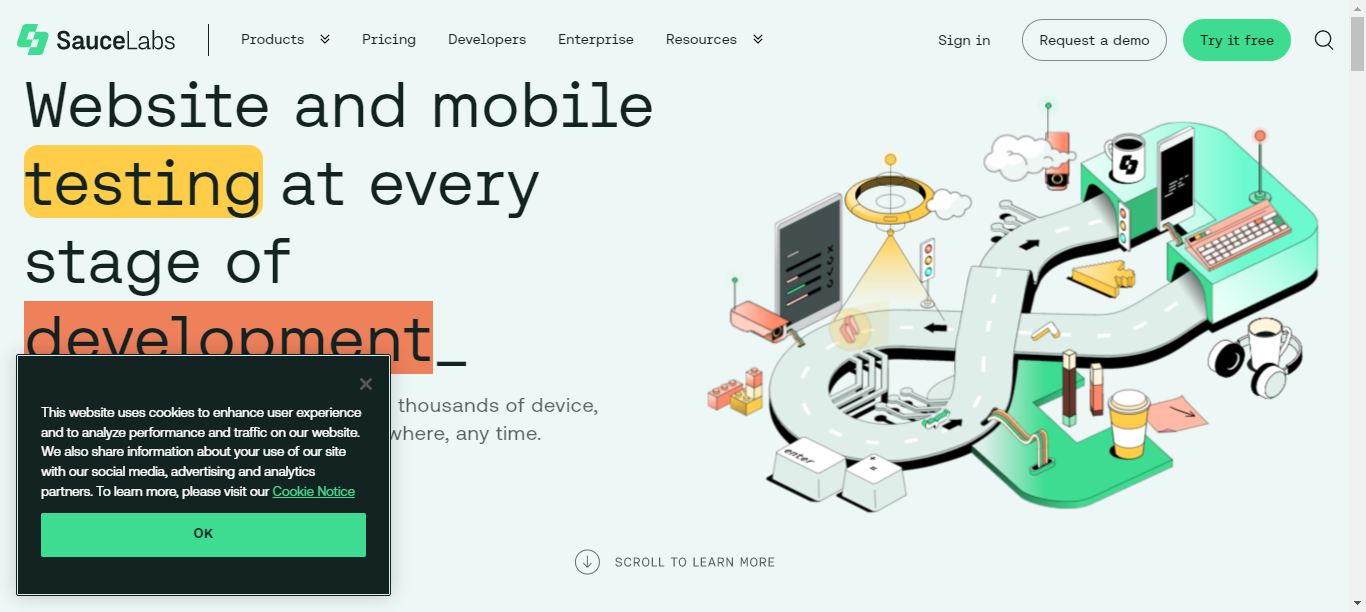 SauceLabs
Products
Pricing
Developers
Enterprise
Resources
Sign in
Request a demo
Try it free
Website and mobile
testing at every
stage of
development_
thousands of device,
where, any time.
This website uses cookies to enhance user experience
and to analyze performance and traffic on our website.
We also share information about your use of our site
with our social media, advertising and analytics
partners. To learn more, please visit our Cookie Notice
OK
enter
SCROLL TO LEARN MORE